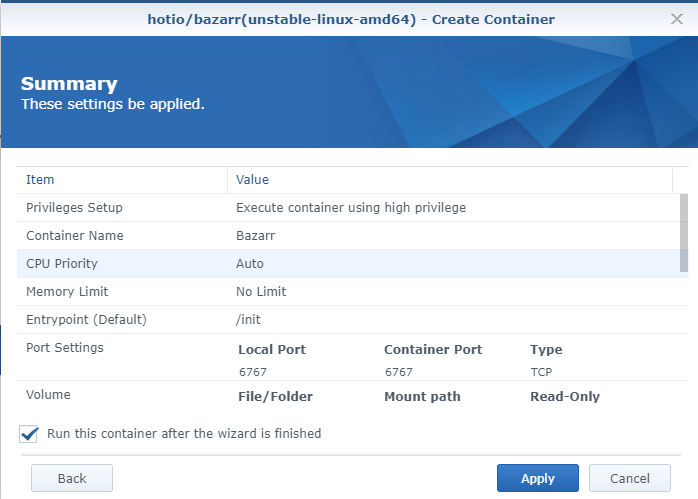 hotio/bazarr(unstable-linux-amd64) - Create Container
Summary
These settings be applied.
Item Value
Privileges Setup Execute container using high privilege
Container Name Bazarr
CPU Priority Auto
Memory Limit No Limit
Entrypoint (Default) /init
Port Settings Local Port Container Port Type
6767 6767 TCP
Volume File/Folder Mount path Read-Only
Run this container after the wizard is finished
Back Apply Cancel